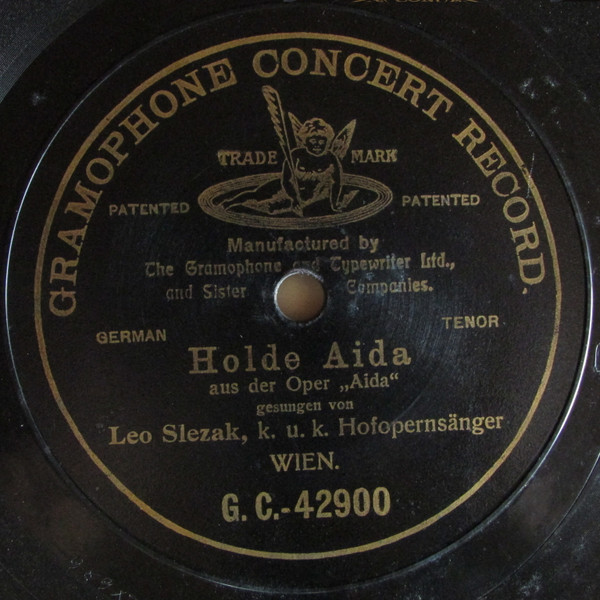 GRAMOPHONE CONCERT RECORD.
TRADE MARK
PATENTED PATENTED
Manufactured by
The Gramophone and Typewriter Ltd.,
and Sister Companies.
GERMAN TENOR
Holde Aida
aus der Oper „Aida“
gesungen von
Leo Slezak, k. u. k. Hofopernsänger
WIEN.
G. C.-42900